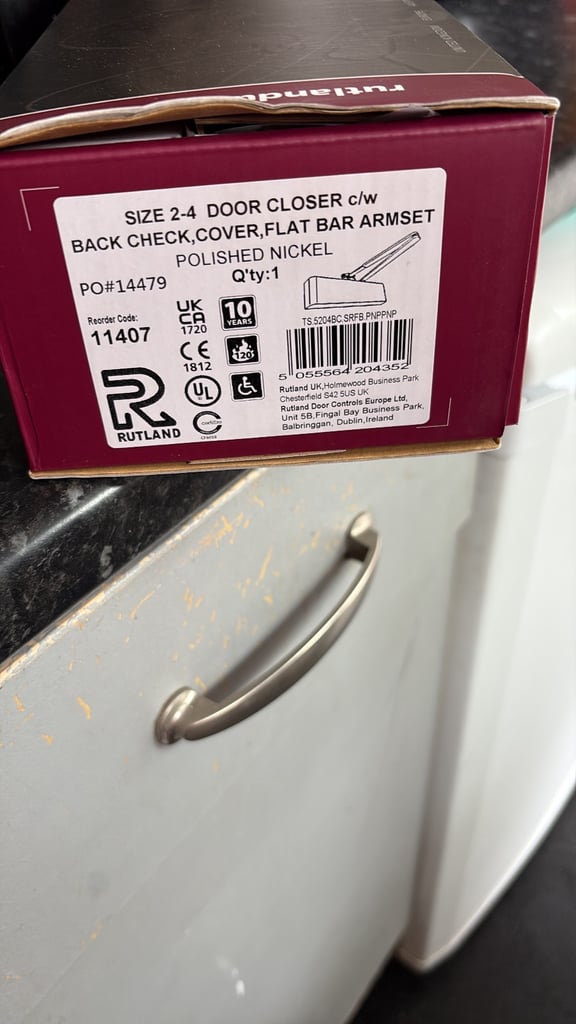 rutland
SIZE 2-4 DOOR CLOSER c/w
BACK CHECK,COVER,FLAT BAR ARMSET
POLISHED NICKEL
PO#14479
Q'ty:1
Reorder Code:
11407
UK
CA
1720
CE
1812
10
YEARS
120
UL
certifire
TS.5204BC.SRFB.PNPPNP
5 055564 204352
R
RUTLAND
Rutland UK,Holmewood Business Park
Chesterfield S42 5US UK
Rutland Door Controls Europe Ltd,
Unit 5B,Fingal Bay Business Park,
Balbringgan, Dublin,Ireland